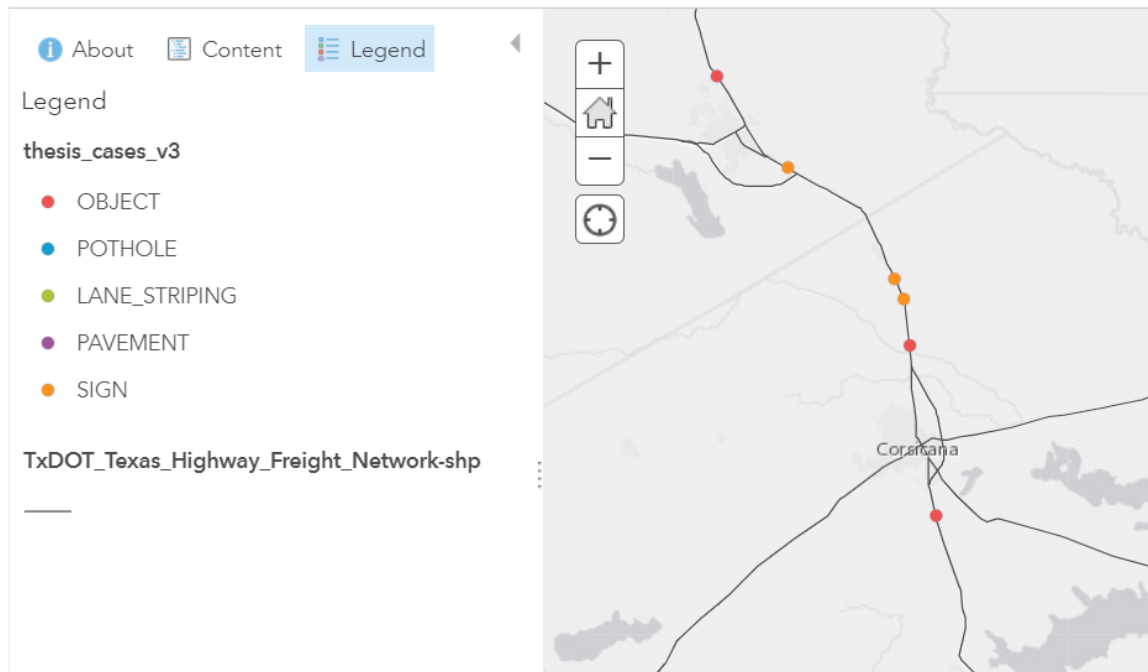 About Content Legend
Legend
thesis_cases_v3
OBJECT
POTHOLE
LANE_STRIPING
PAVEMENT
SIGN
TxDOT_Texas_Highway_Freight_Network-shp
+
−
Corsicana